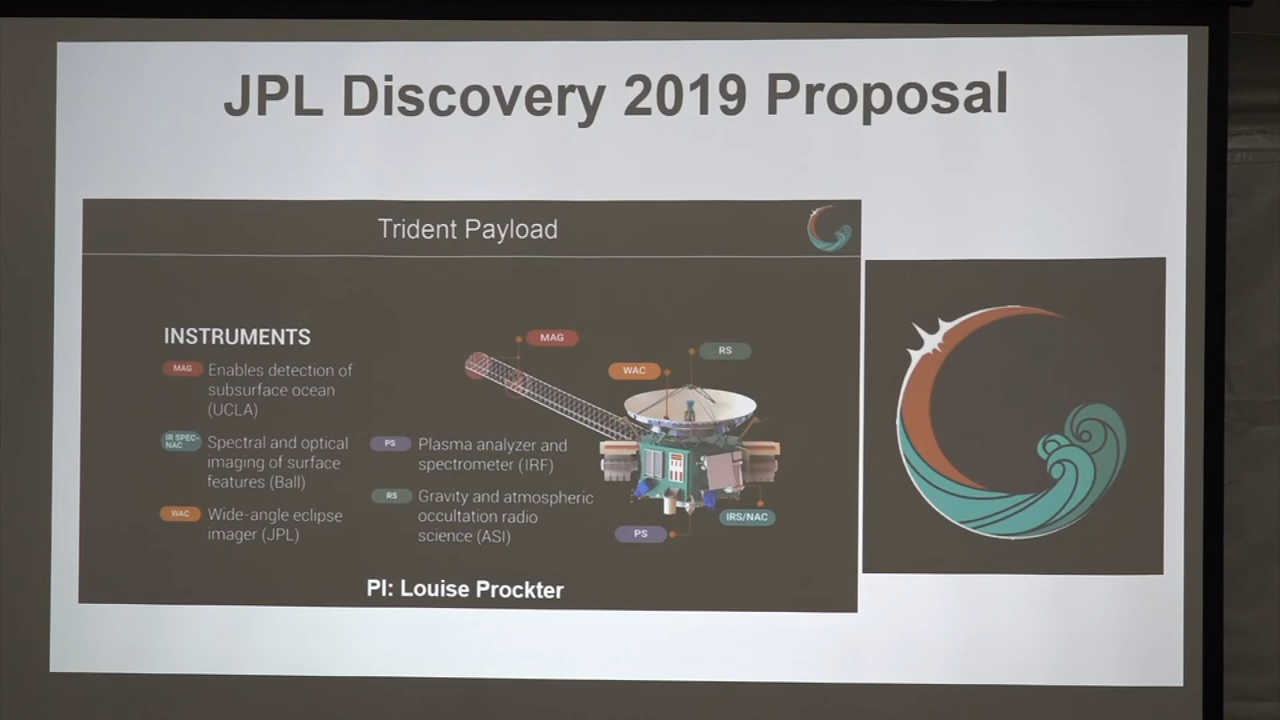 JPL Discovery 2019 Proposal
Trident Payload
INSTRUMENTS
MAG
Enables detection of
subsurface ocean
(UCLA)
IR SPEC-
NAC
Spectral and optical
imaging of surface
features (Ball)
WAC
Wide-angle eclipse
imager (JPL)
PS
Plasma analyzer and
spectrometer (IRF)
RS
Gravity and atmospheric
occultation radio
science (ASI)
MAG
RS
WAC
IRS/NAC
PS
PI: Louise Prockter